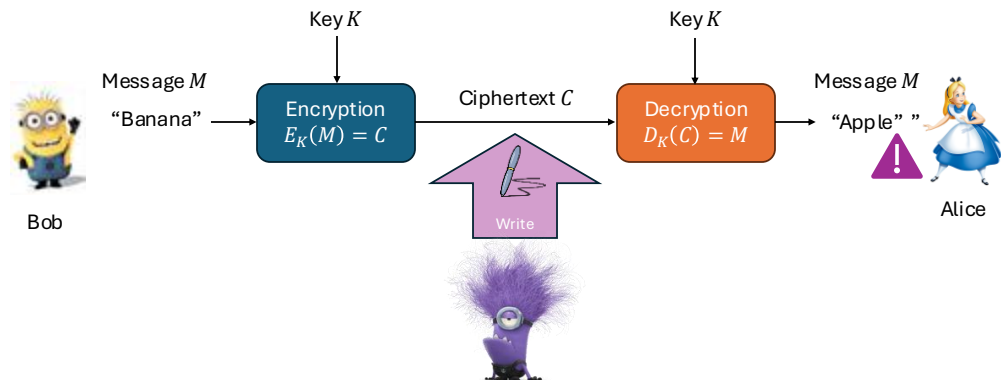 Key K
Key K
Message M
Ciphertext C
Message M
"Banana"
Encryption
E_K(M) = C
Decryption
D_K(C) = M
"Apple" "
Write
Bob
Alice